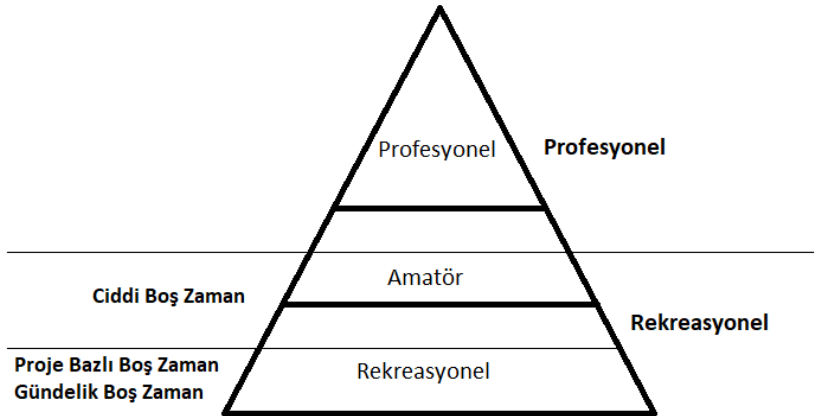 Profesyonel
Profesyonel
Amatör
Ciddi Boş Zaman
Rekreasyonel
Proje Bazlı Boş Zaman
Gündelik Boş Zaman
Rekreasyonel